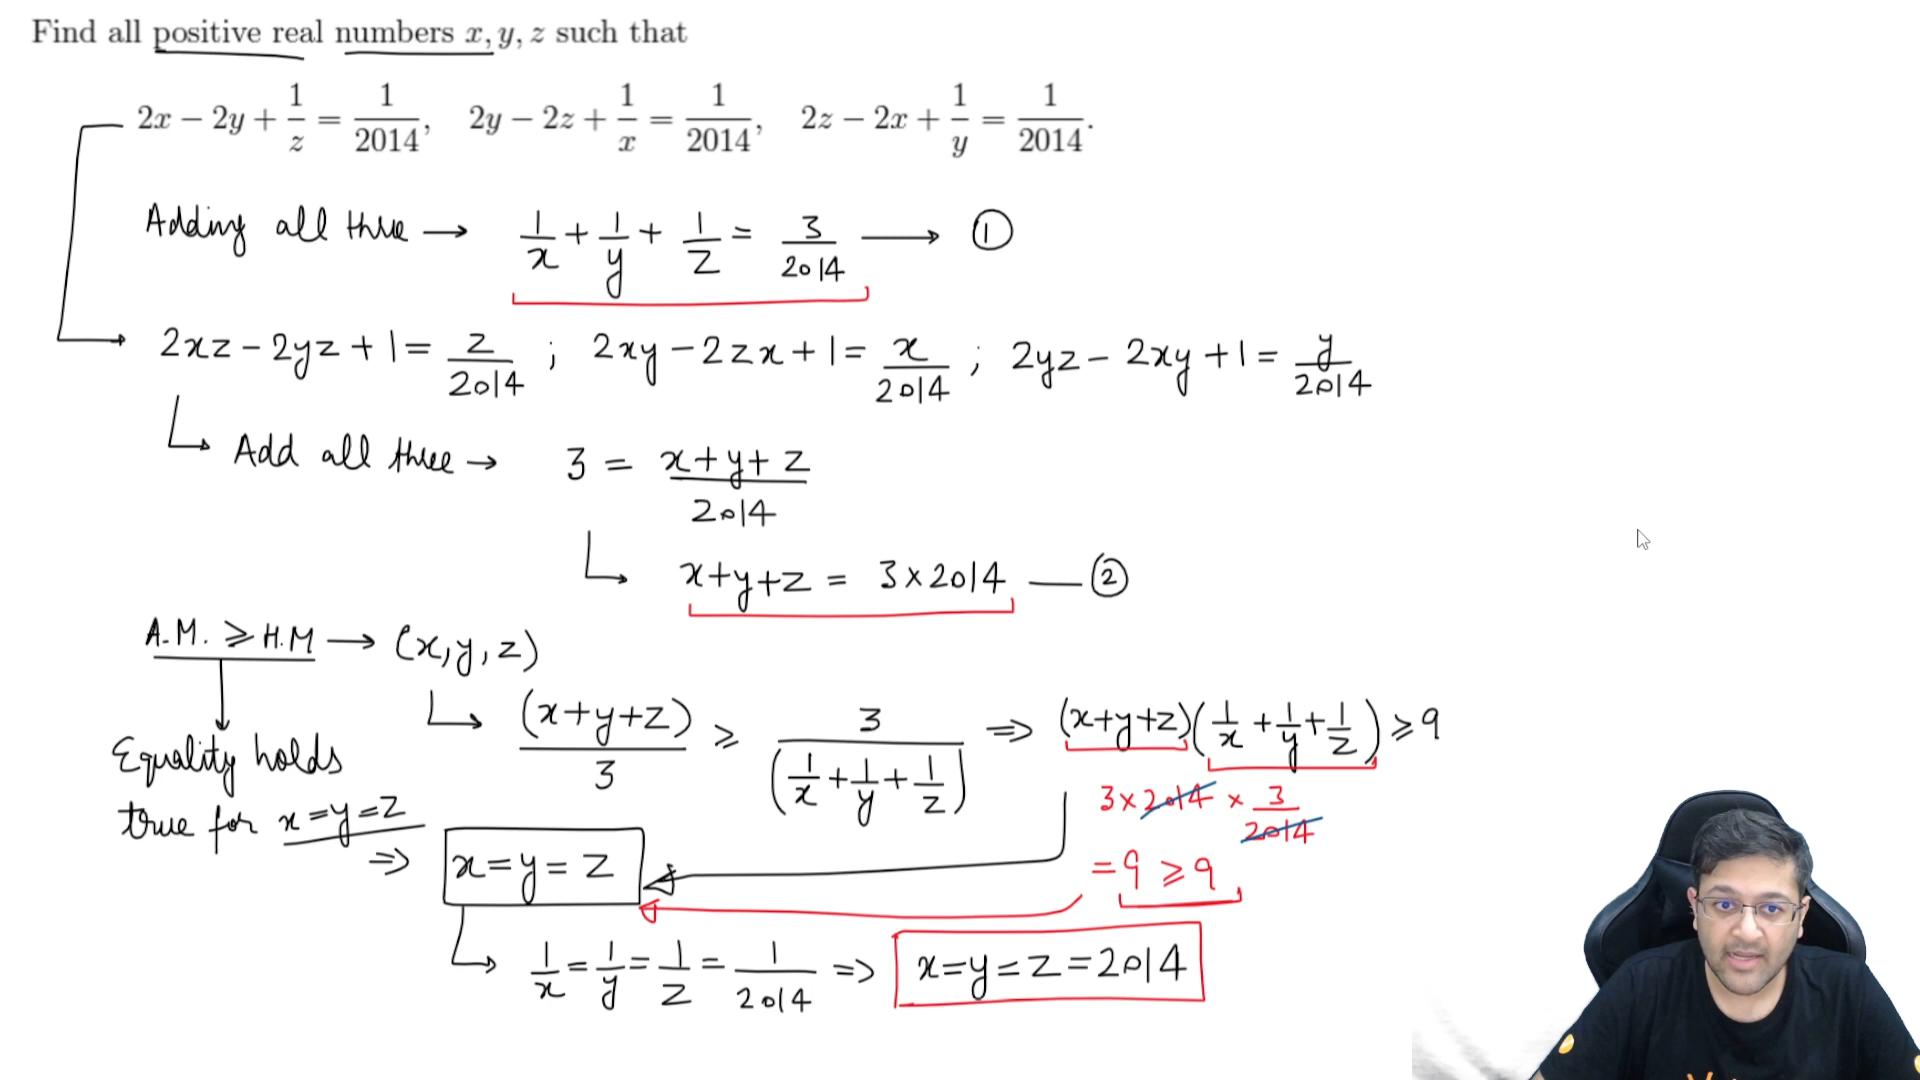 Find all positive real numbers x, y, z such that
2x − 2y + 1/z = 1/2014, 2y − 2z + 1/x = 1/2014, 2z − 2x + 1/y = 1/2014.
Adding all three → 1/x + 1/y + 1/z = 3/2014 → ①
2xz − 2yz + 1 = z/2014 ; 2xy − 2zx + 1 = x/2014 ; 2yz − 2xy + 1 = y/2014
Add all three → 3 = (x+y+z)/2014
x+y+z = 3×2014 — ②
A.M. ⩾ H.M → (x, y, z)
(x+y+z)/3 ⩾ 3/(1/x + 1/y + 1/z) ⇒ (x+y+z)(1/x + 1/y + 1/z) ⩾ 9
Equality holds
true for x=y=z
3×2014 × 3/2014
⇒ x=y=z
= 9 ⩾ 9
1/x = 1/y = 1/z = 1/2014 ⇒ x=y=z=2014